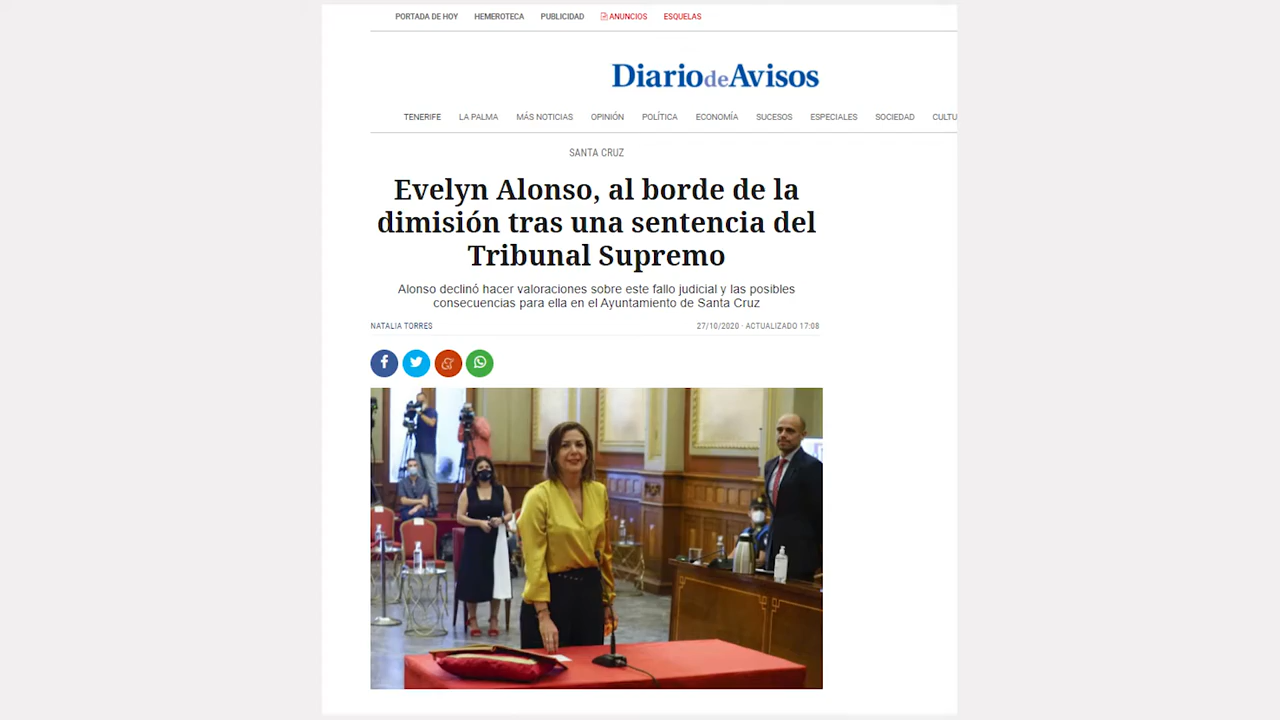 PORTADA DE HOY HEMEROTECA PUBLICIDAD ANUNCIOS ESQUELAS
Diario de Avisos
TENERIFE LA PALMA MÁS NOTICIAS OPINIÓN POLÍTICA ECONOMÍA SUCESOS ESPECIALES SOCIEDAD CULTU
SANTA CRUZ
Evelyn Alonso, al borde de la
dimisión tras una sentencia del
Tribunal Supremo
Alonso declinó hacer valoraciones sobre este fallo judicial y las posibles
consecuencias para ella en el Ayuntamiento de Santa Cruz
NATALIA TORRES 27/10/2020 · ACTUALIZADO 17:08